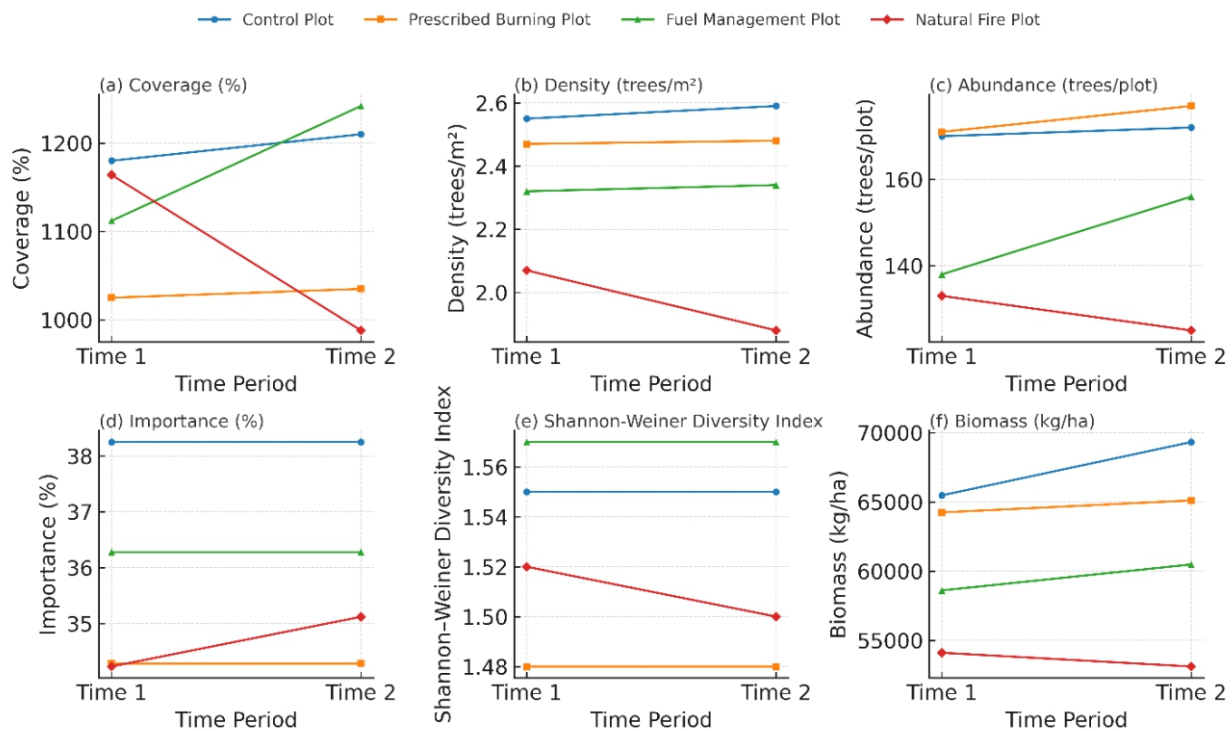 Control Plot Prescribed Burning Plot Fuel Management Plot Natural Fire Plot
(a) Coverage (%)
Coverage (%)
1200
1100
1000
Time 1 Time 2
Time Period
(b) Density (trees/m²)
Density (trees/m²)
2.6
2.4
2.2
2.0
Time 1 Time 2
Time Period
(c) Abundance (trees/plot)
Abundance (trees/plot)
160
140
Time 1 Time 2
Time Period
(d) Importance (%)
Importance (%)
38
37
36
35
Time 1 Time 2
Time Period
(e) Shannon-Weiner Diversity Index
Shannon–Weiner Diversity Index
1.56
1.54
1.52
1.50
1.48
Time 1 Time 2
Time Period
(f) Biomass (kg/ha)
Biomass (kg/ha)
70000
65000
60000
55000
Time 1 Time 2
Time Period